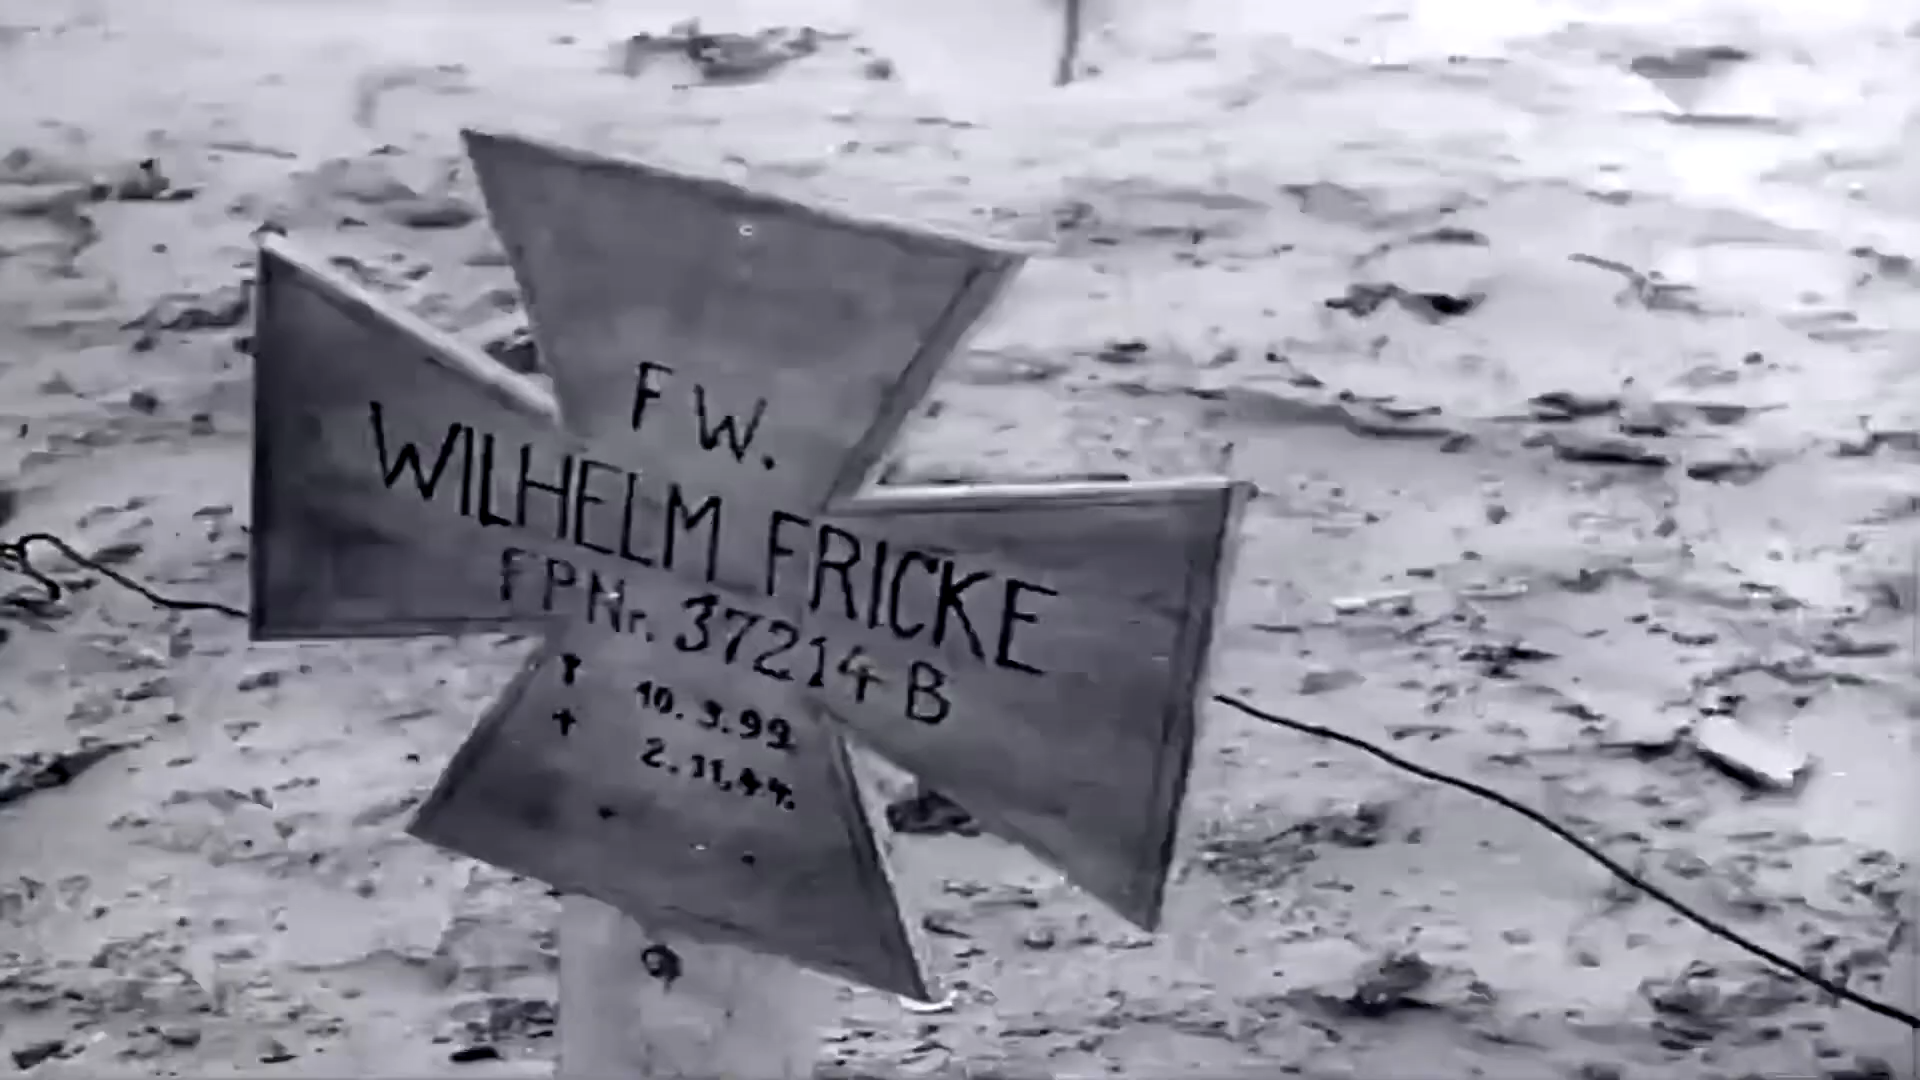 FW.
WILHELM FRICKE
FPNr. 37214 B
10. 3. 99
+ 2. 11. 44.